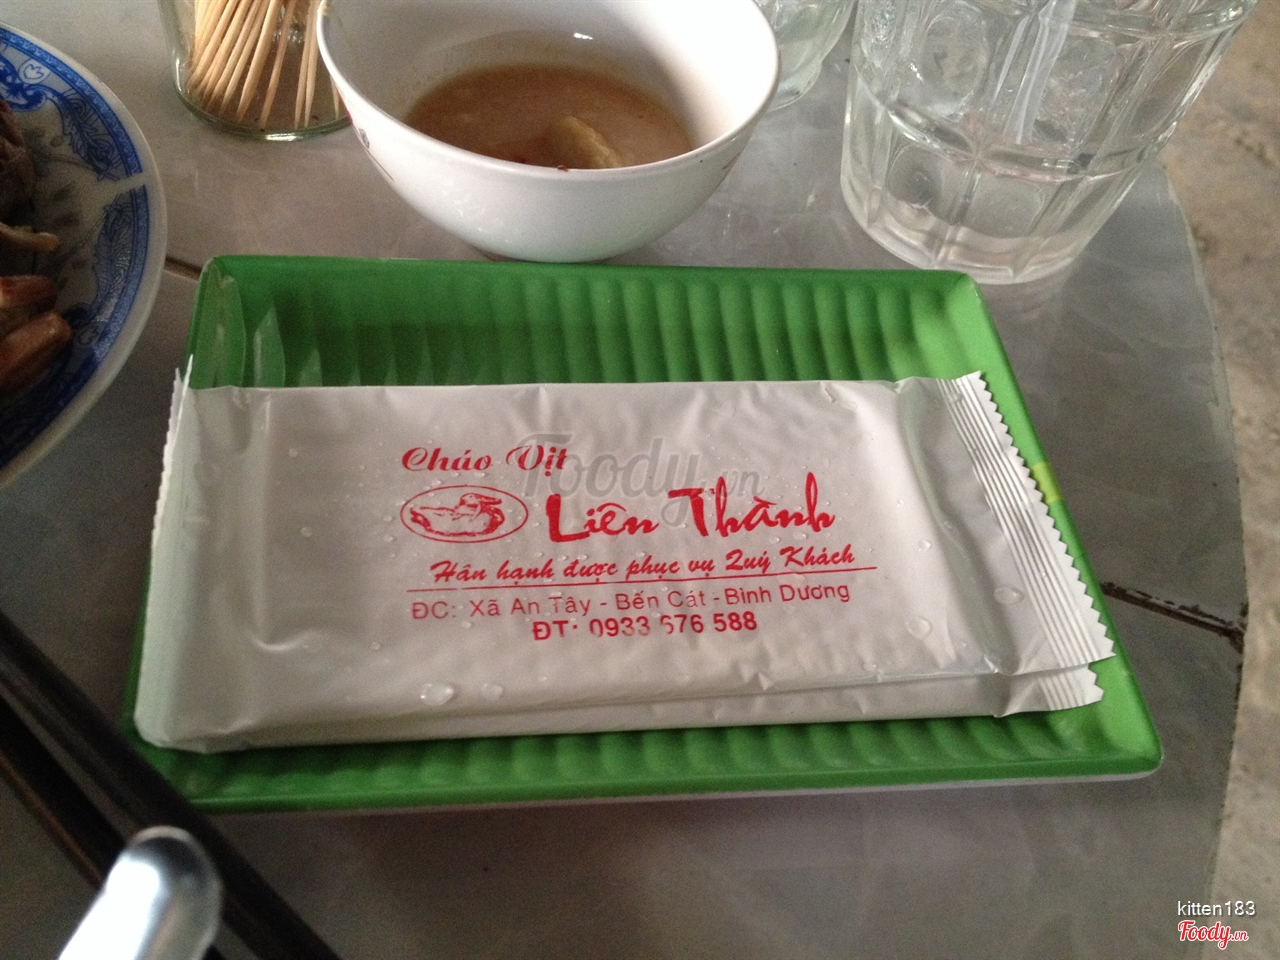 Cháo Vịt
Liên Thành
Hân hạnh được phục vụ Quý Khách
ĐC: Xã An Tây - Bến Cát - Bình Dương
ĐT: 0933 676 588
Foody.vn
kitten183
Foody.vn